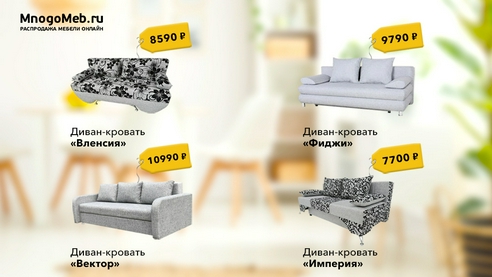 MnogoMeb.ru
РАСПРОДАЖА МЕБЕЛИ ОНЛАЙН
8590 ₽
Диван-кровать
«Вленсия»
9790 ₽
Диван-кровать
«Фиджи»
10990 ₽
Диван-кровать
«Вектор»
7700 ₽
Диван-кровать
«Империя»